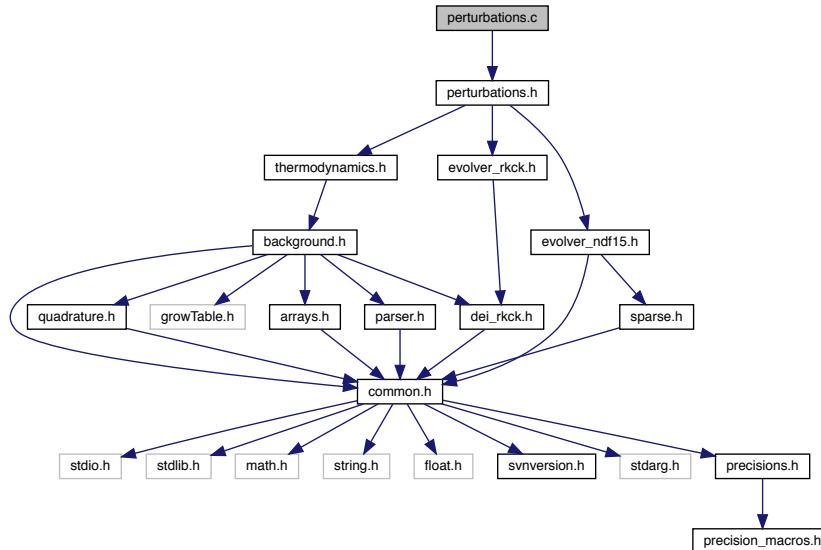 perturbations.c
perturbations.h
thermodynamics.h
evolver_rkck.h
background.h
evolver_ndf15.h
quadrature.h
growTable.h
arrays.h
parser.h
dei_rkck.h
sparse.h
common.h
stdio.h
stdlib.h
math.h
string.h
float.h
svnversion.h
stdarg.h
precisions.h
precision_macros.h